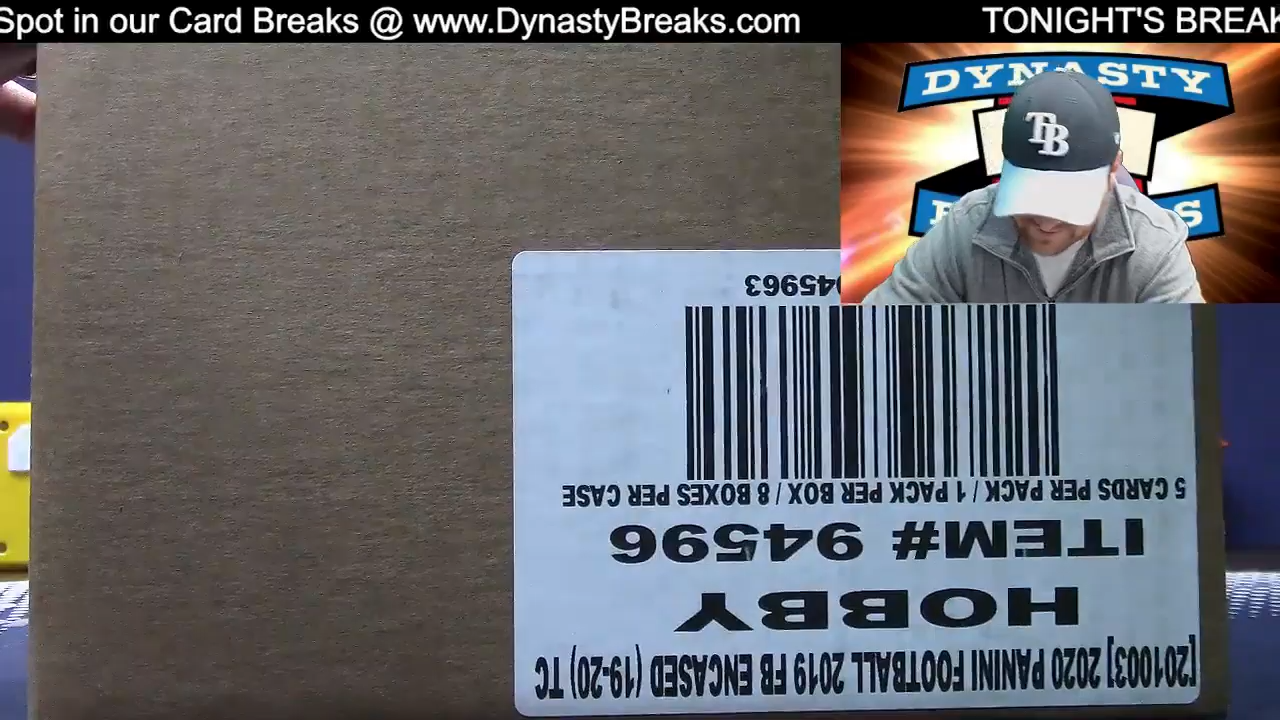 Spot in our Card Breaks @ www.DynastyBreaks.com
TONIGHT'S BREAK
DYNASTY
TB
[201003] 2020 PANINI FOOTBALL 2019 FB ENCASED (19-20) TC
HOBBY
ITEM# 94596
5 CARDS PER PACK / 1 PACK PER BOX / 8 BOXES PER CASE
45963